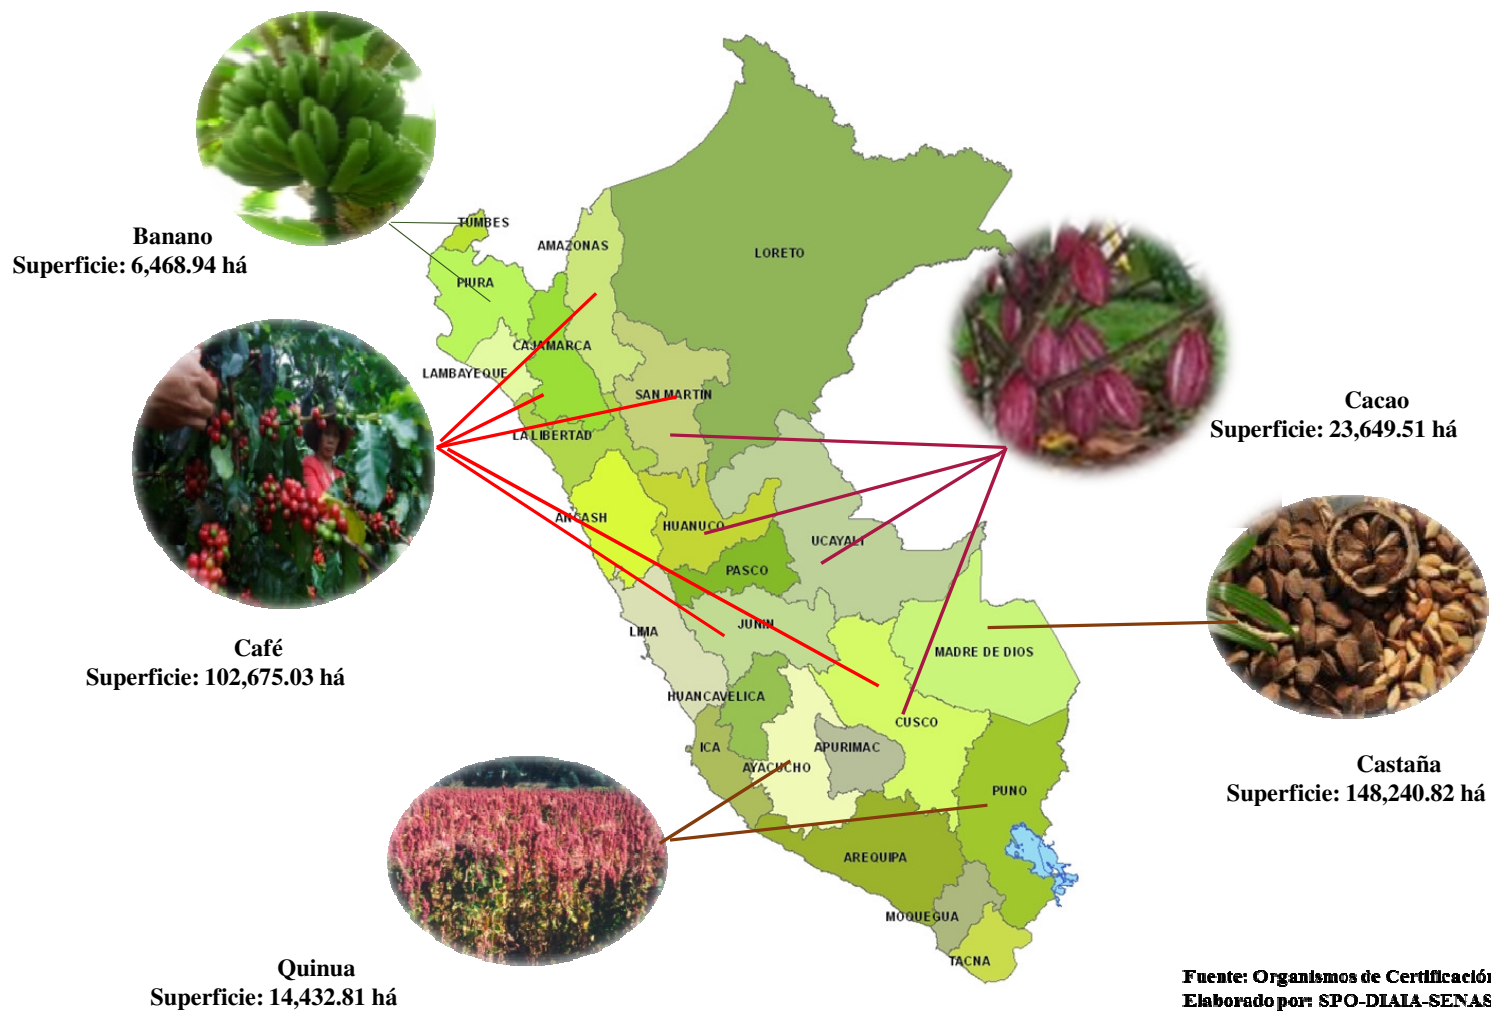 Banano
Superficie: 6,468.94 há
TUMBES
AMAZONAS
LORETO
PIURA
CAJAMARCA
LAMBAYEQUE
SAN MARTIN
LA LIBERTAD
Cacao
Superficie: 23,649.51 há
ANCASH
HUANUCO
UCAYALI
PASCO
JUNIN
LIMA
MADRE DE DIOS
Café
Superficie: 102,675.03 há
HUANCAVELICA
CUSCO
ICA
APURIMAC
AYACUCHO
Castaña
Superficie: 148,240.82 há
PUNO
AREQUIPA
MOQUEGUA
TACNA
Quinua
Superficie: 14,432.81 há
Fuente: Organismos de Certificación
Elaborado por: SPO-DIAIA-SENAS